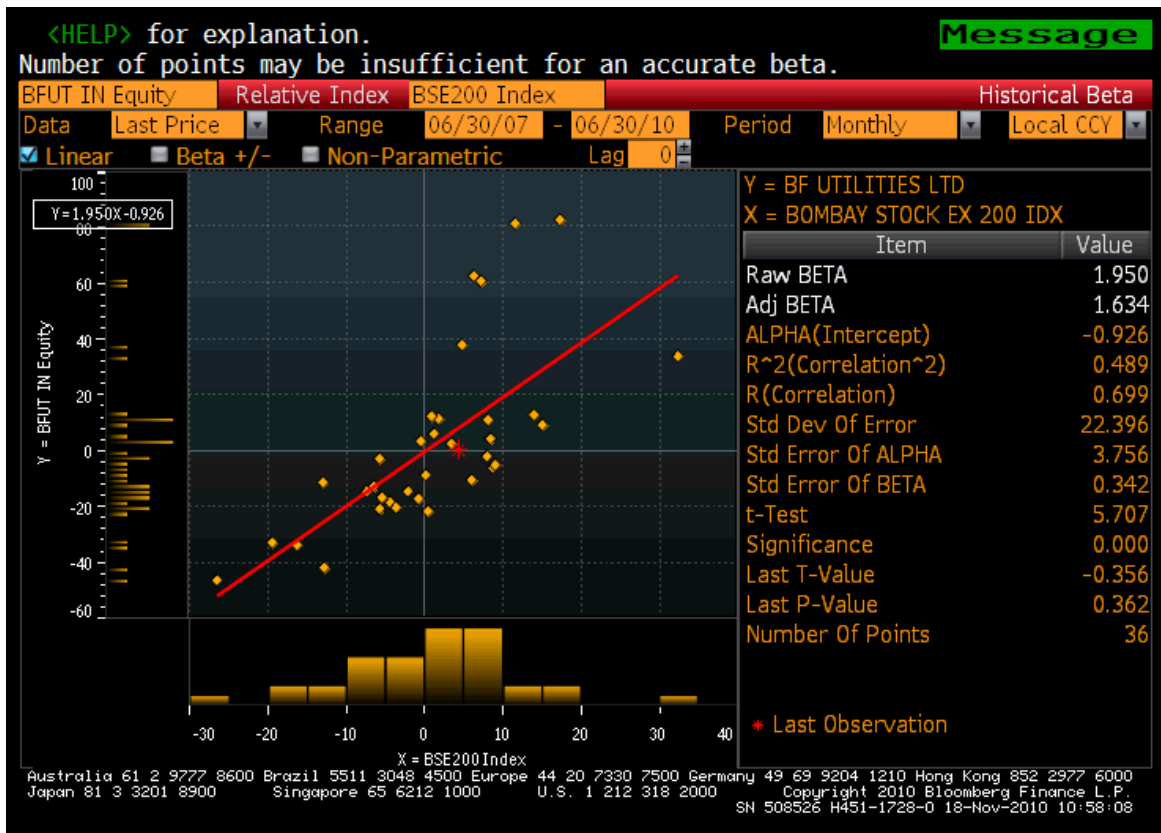 <HELP> for explanation.
Message
Number of points may be insufficient for an accurate beta.
BFUT IN Equity Relative Index BSE200 Index Historical Beta
Data Last Price Range 06/30/07 - 06/30/10 Period Monthly Local CCY
Linear Beta +/- Non-Parametric Lag 0
Y = BF UTILITIES LTD
X = BOMBAY STOCK EX 200 IDX
Item Value
Raw BETA 1.950
Adj BETA 1.634
ALPHA(Intercept) -0.926
R^2(Correlation^2) 0.489
R(Correlation) 0.699
Std Dev Of Error 22.396
Std Error Of ALPHA 3.756
Std Error Of BETA 0.342
t-Test 5.707
Significance 0.000
Last T-Value -0.356
Last P-Value 0.362
Number Of Points 36
* Last Observation
100
Y=1.950X-0.926
80
60
40
20
0
-20
-40
-60
Y = BFUT IN Equity
-30 -20 -10 0 10 20 30 40
X = BSE200 Index
Australia 61 2 9777 8600 Brazil 5511 3048 4500 Europe 44 20 7330 7500 Germany 49 69 9204 1210 Hong Kong 852 2977 6000
Japan 81 3 3201 8900 Singapore 65 6212 1000 U.S. 1 212 318 2000 Copyright 2010 Bloomberg Finance L.P.
SN 508526 H451-1728-0 18-Nov-2010 10:58:08